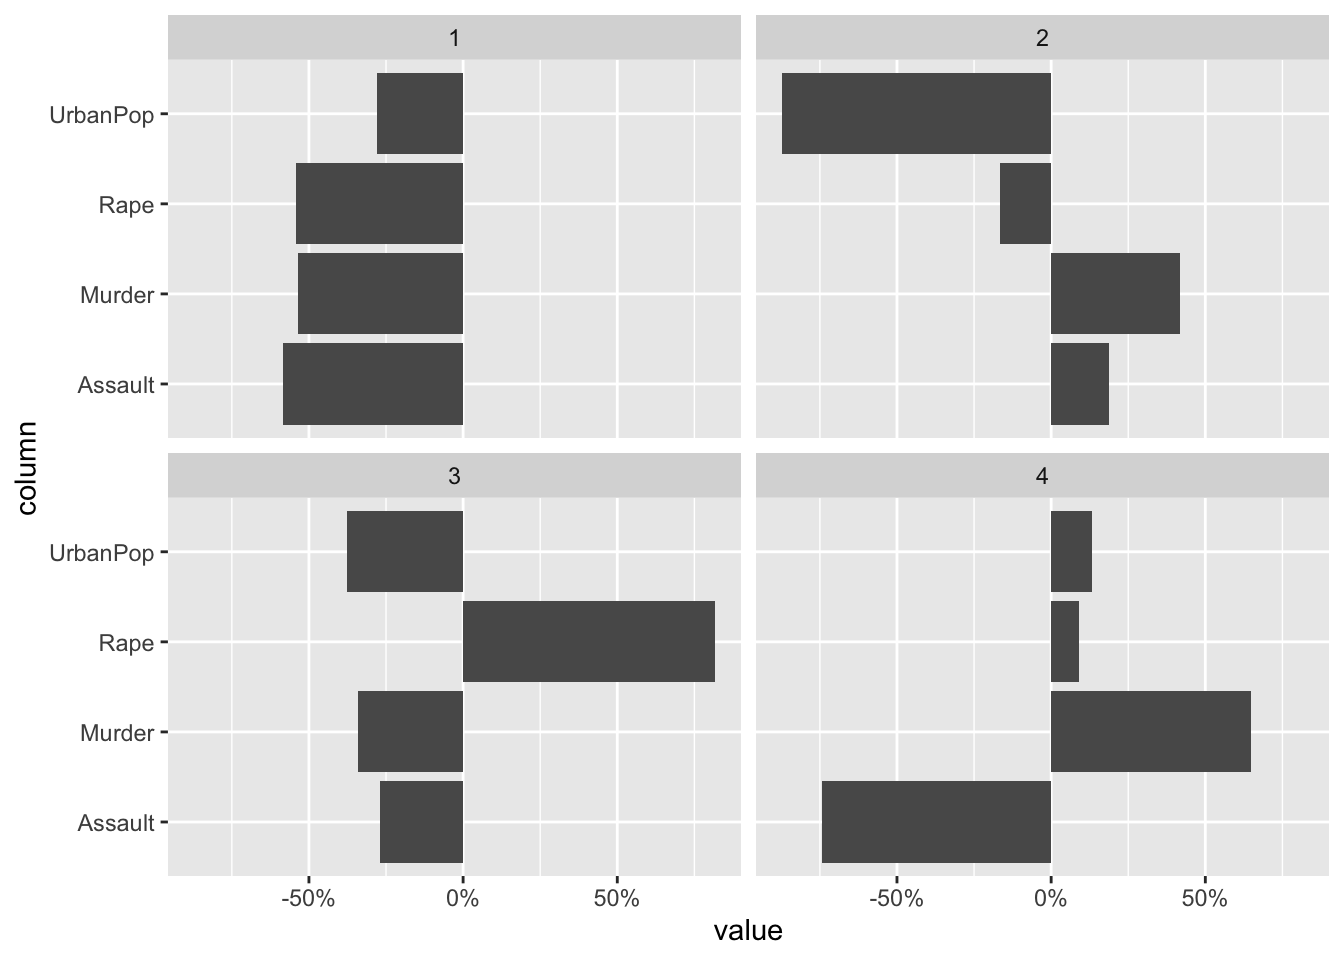 1
2
UrbanPop
Rape
Murder
Assault
column
3
4
UrbanPop
Rape
Murder
Assault
-50%
0%
50%
-50%
0%
50%
value